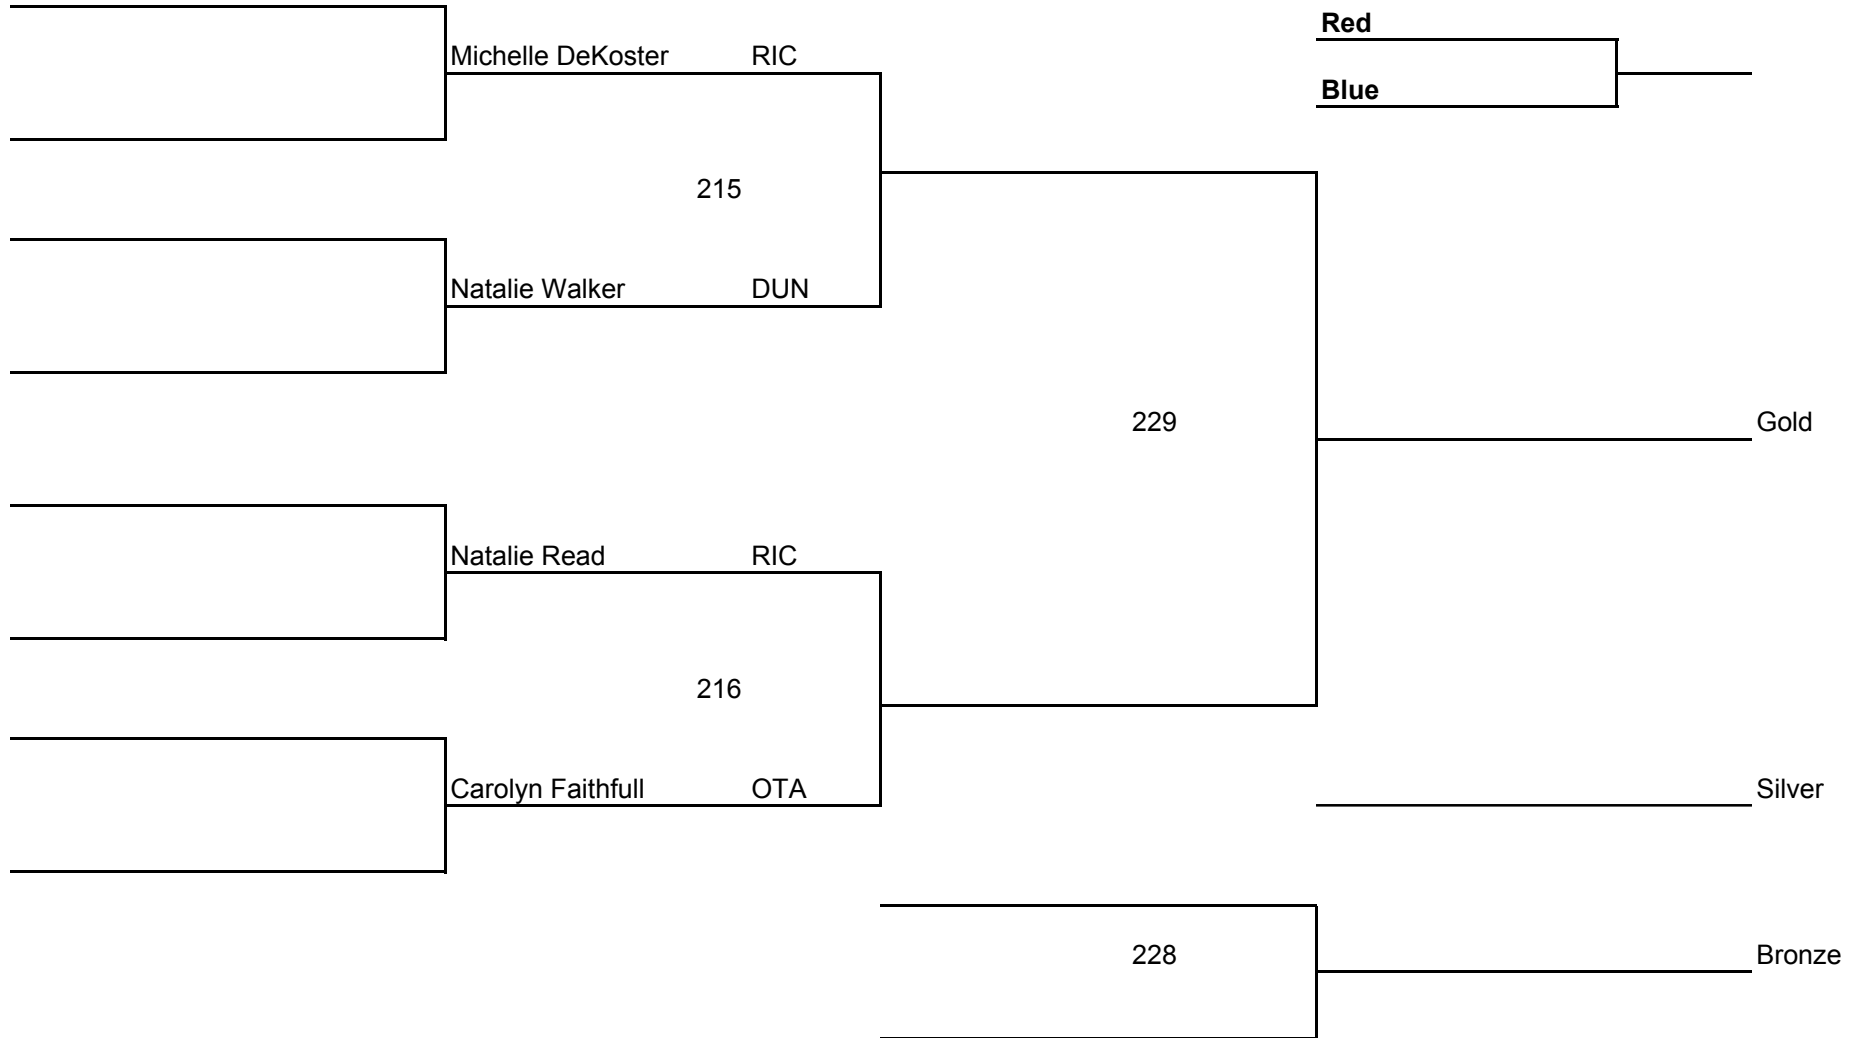 Red
Michelle DeKoster RIC
Blue
215
Natalie Walker DUN
229 Gold
Natalie Read RIC
216
Carolyn Faithfull OTA Silver
228 Bronze